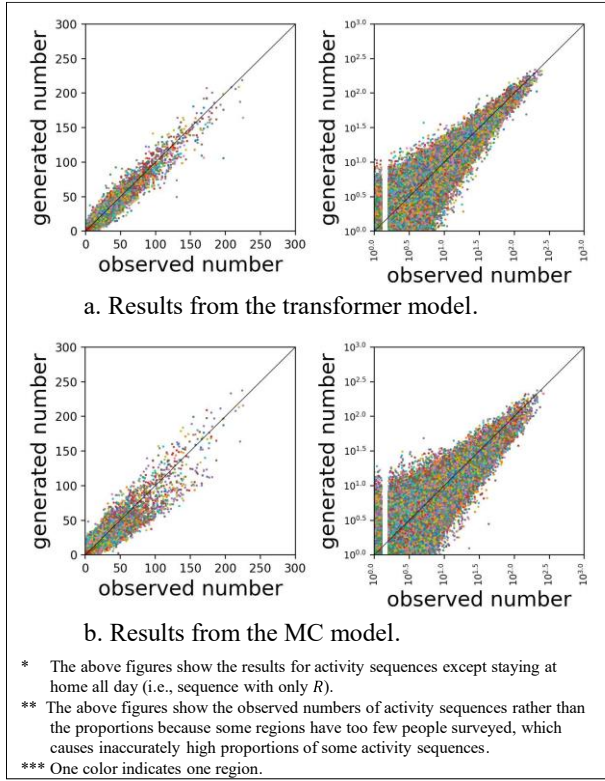 300
250
200
150
100
50
0
generated number
0 50 100 150 200 250 300
observed number
10^3.0
10^2.5
10^2.0
10^1.5
10^1.0
10^0.5
10^0.0
generated number
10^0.0 10^0.5 10^1.0 10^1.5 10^2.0 10^2.5 10^3.0
observed number
a. Results from the transformer model.
300
250
200
150
100
50
0
generated number
0 50 100 150 200 250 300
observed number
10^3.0
10^2.5
10^2.0
10^1.5
10^1.0
10^0.5
10^0.0
generated number
10^0.0 10^0.5 10^1.0 10^1.5 10^2.0 10^2.5 10^3.0
observed number
b. Results from the MC model.
* The above figures show the results for activity sequences except staying at
home all day (i.e., sequence with only R).
** The above figures show the observed numbers of activity sequences rather than
the proportions because some regions have too few people surveyed, which
causes inaccurately high proportions of some activity sequences.
*** One color indicates one region.